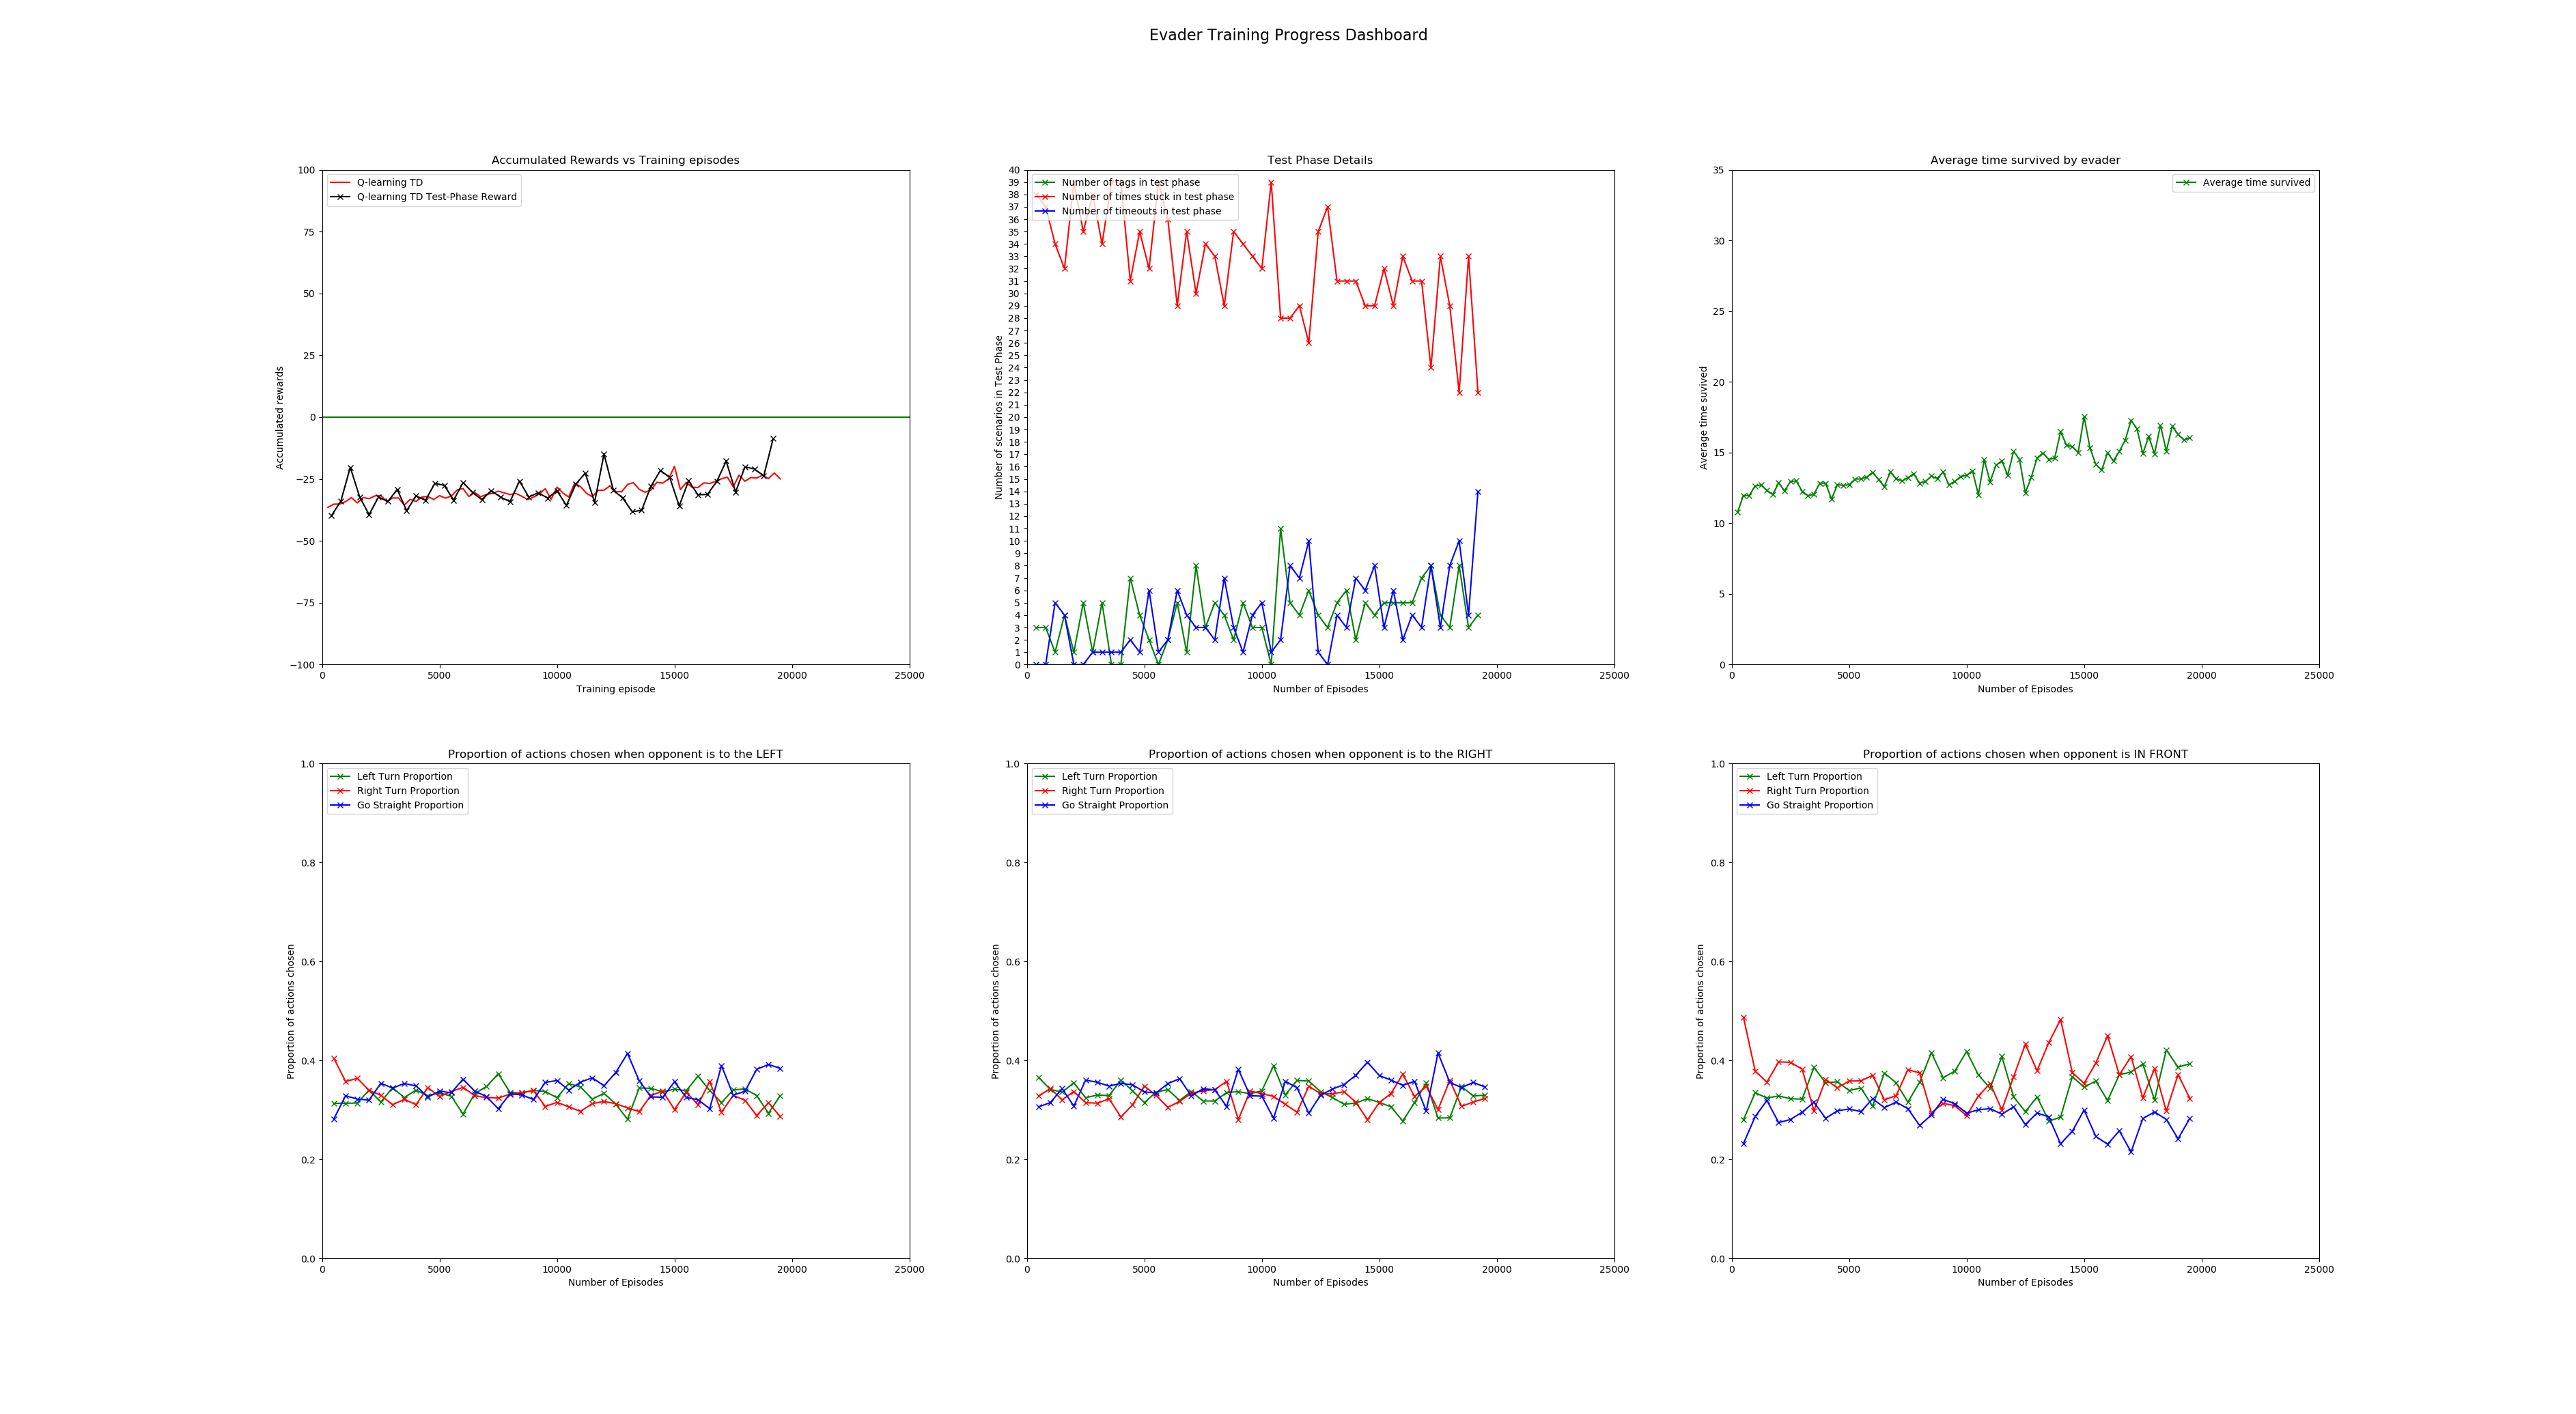 Evader Training Progress Dashboard
Accumulated Rewards vs Training episodes
Q-learning TD
Q-learning TD Test-Phase Reward
100
75
50
25
0
−25
−50
−75
−100
Accumulated rewards
0 5000 10000 15000 20000 25000
Training episode
Test Phase Details
Number of tags in test phase
Number of times stuck in test phase
Number of timeouts in test phase
40
39
38
37
36
35
34
33
32
31
30
29
28
27
26
25
24
23
22
21
20
19
18
17
16
15
14
13
12
11
10
9
8
7
6
5
4
3
2
1
0
Number of scenarios in Test Phase
0 5000 10000 15000 20000 25000
Number of Episodes
Average time survived by evader
Average time survived
35
30
25
20
15
10
5
0
Average time survived
0 5000 10000 15000 20000 25000
Number of Episodes
Proportion of actions chosen when opponent is to the LEFT
Left Turn Proportion
Right Turn Proportion
Go Straight Proportion
1.0
0.8
0.6
0.4
0.2
0.0
Proportion of actions chosen
0 5000 10000 15000 20000 25000
Number of Episodes
Proportion of actions chosen when opponent is to the RIGHT
Left Turn Proportion
Right Turn Proportion
Go Straight Proportion
1.0
0.8
0.6
0.4
0.2
0.0
Proportion of actions chosen
0 5000 10000 15000 20000 25000
Number of Episodes
Proportion of actions chosen when opponent is IN FRONT
Left Turn Proportion
Right Turn Proportion
Go Straight Proportion
1.0
0.8
0.6
0.4
0.2
0.0
Proportion of actions chosen
0 5000 10000 15000 20000 25000
Number of Episodes